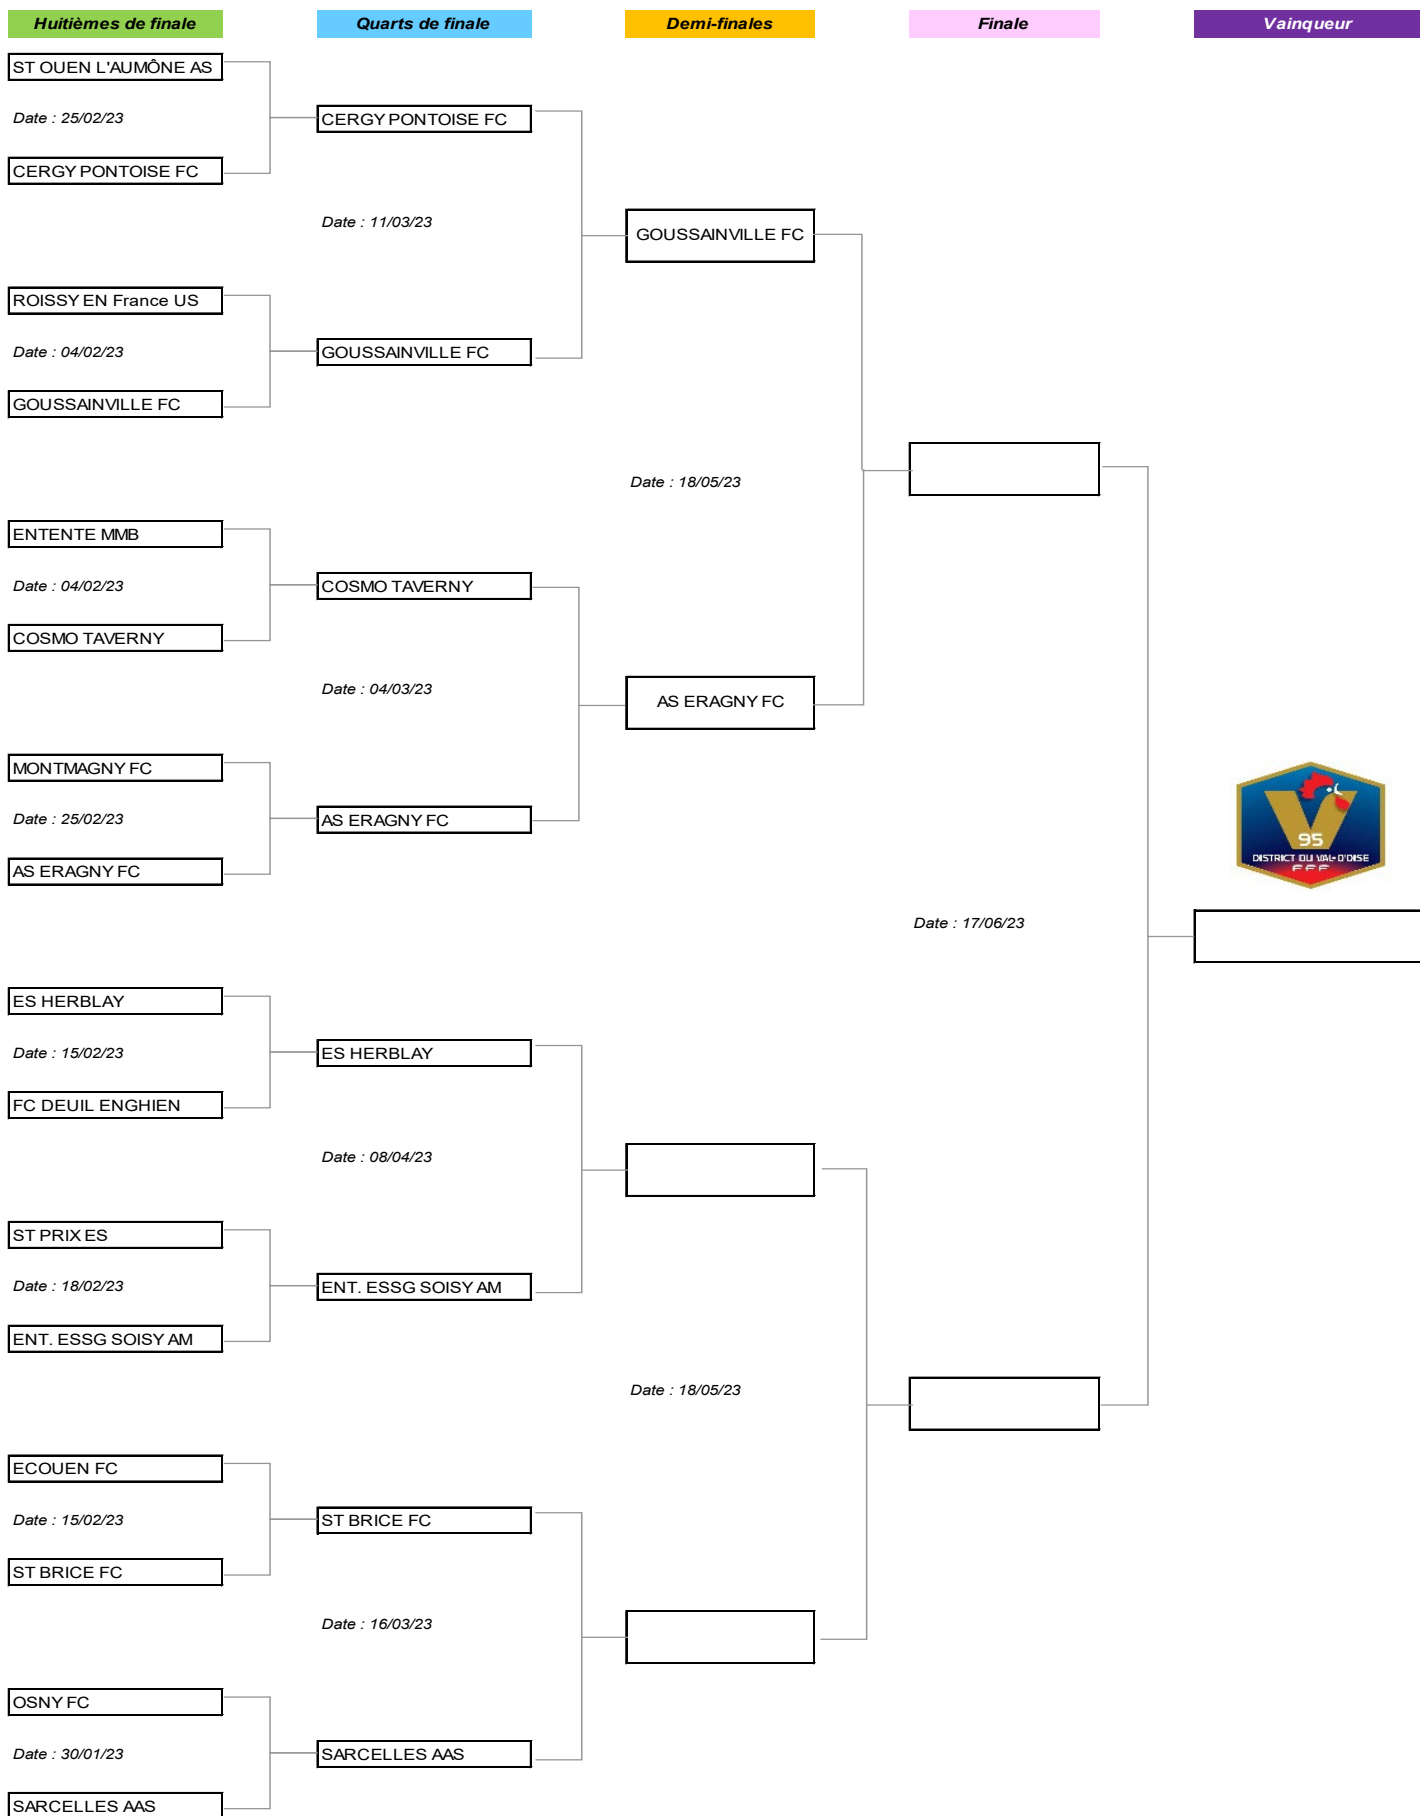 Huitièmes de finale
Quarts de finale
Demi-finales
Finale
Vainqueur
ST OUEN L'AUMÔNE AS
Date : 25/02/23
CERGY PONTOISE FC
CERGY PONTOISE FC
Date : 11/03/23
GOUSSAINVILLE FC
ROISSY EN France US
Date : 04/02/23
GOUSSAINVILLE FC
GOUSSAINVILLE FC
Date : 18/05/23
ENTENTE MMB
Date : 04/02/23
COSMO TAVERNY
COSMO TAVERNY
Date : 04/03/23
AS ERAGNY FC
MONTMAGNY FC
Date : 25/02/23
AS ERAGNY FC
AS ERAGNY FC
95
DISTRICT DU VAL-D'OISE
FFF
Date : 17/06/23
ES HERBLAY
Date : 15/02/23
ES HERBLAY
FC DEUIL ENGHIEN
Date : 08/04/23
ST PRIX ES
Date : 18/02/23
ENT. ESSG SOISY AM
ENT. ESSG SOISY AM
Date : 18/05/23
ECOUEN FC
Date : 15/02/23
ST BRICE FC
ST BRICE FC
Date : 16/03/23
OSNY FC
Date : 30/01/23
SARCELLES AAS
SARCELLES AAS